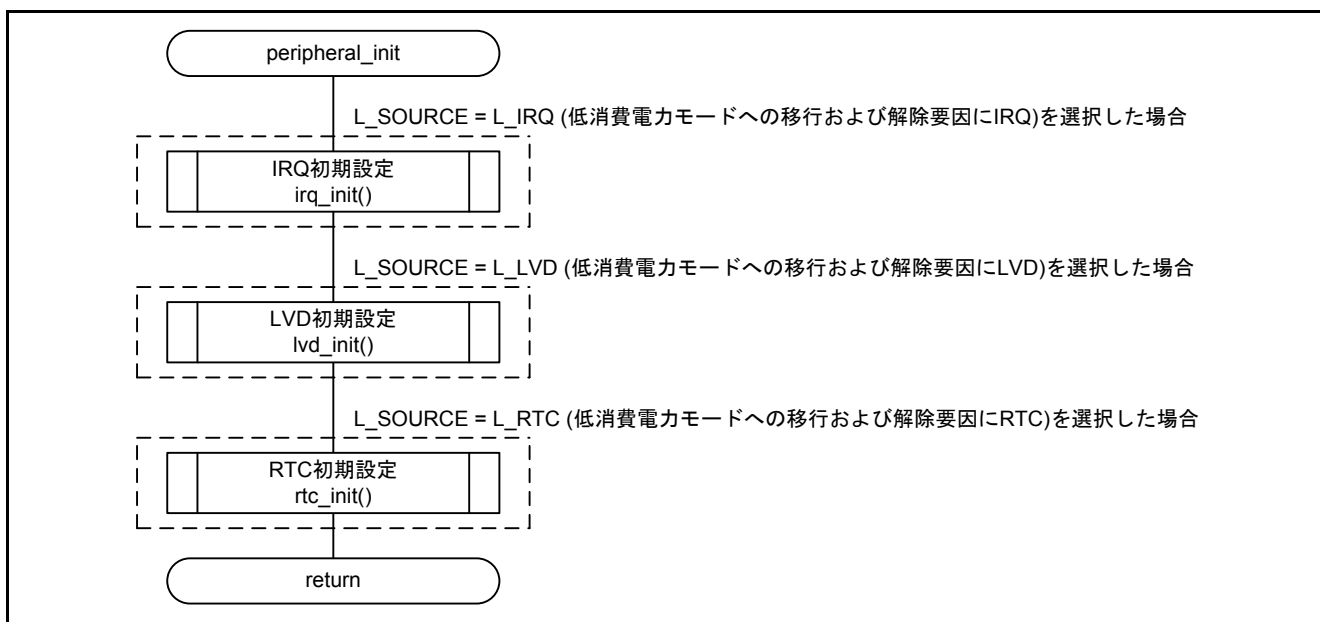 peripheral_init
L_SOURCE = L_IRQ (低消費電力モードへの移行および解除要因にIRQ)を選択した場合
IRQ初期設定
irq_init()
L_SOURCE = L_LVD (低消費電力モードへの移行および解除要因にLVD)を選択した場合
LVD初期設定
lvd_init()
L_SOURCE = L_RTC (低消費電力モードへの移行および解除要因にRTC)を選択した場合
RTC初期設定
rtc_init()
return